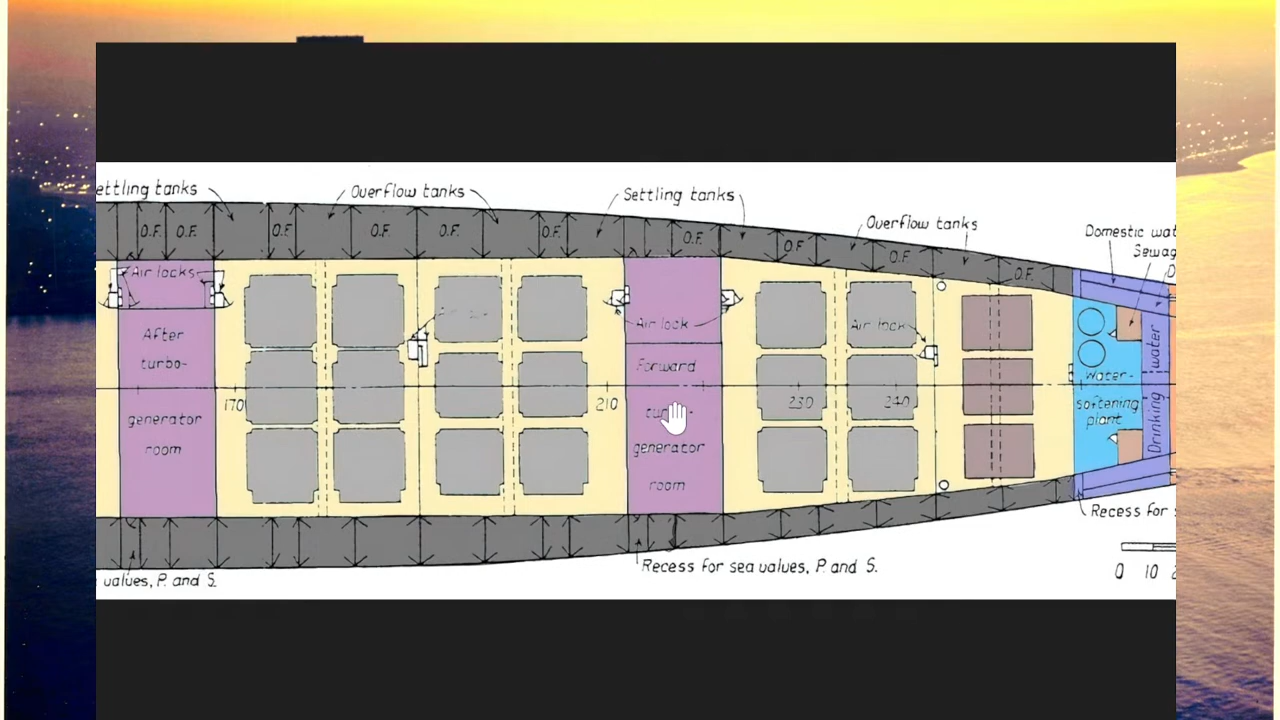 ettling tanks
Overflow tanks
Settling tanks
Overflow tanks
Domestic wat
Sewag
D
O.F.
O.F.
O.F.
O.F.
O.F.
O.F.
O.F.
O.F.
O.F.
O.F.
Air locks
Air lock
Air lock
After
turbo-
generator
room
Forward
generator
room
170
210
230
240
Water-
softening
plant
Drinking water
Recess for s
values, P. and S.
Recess for sea values, P and S.
0 10 2